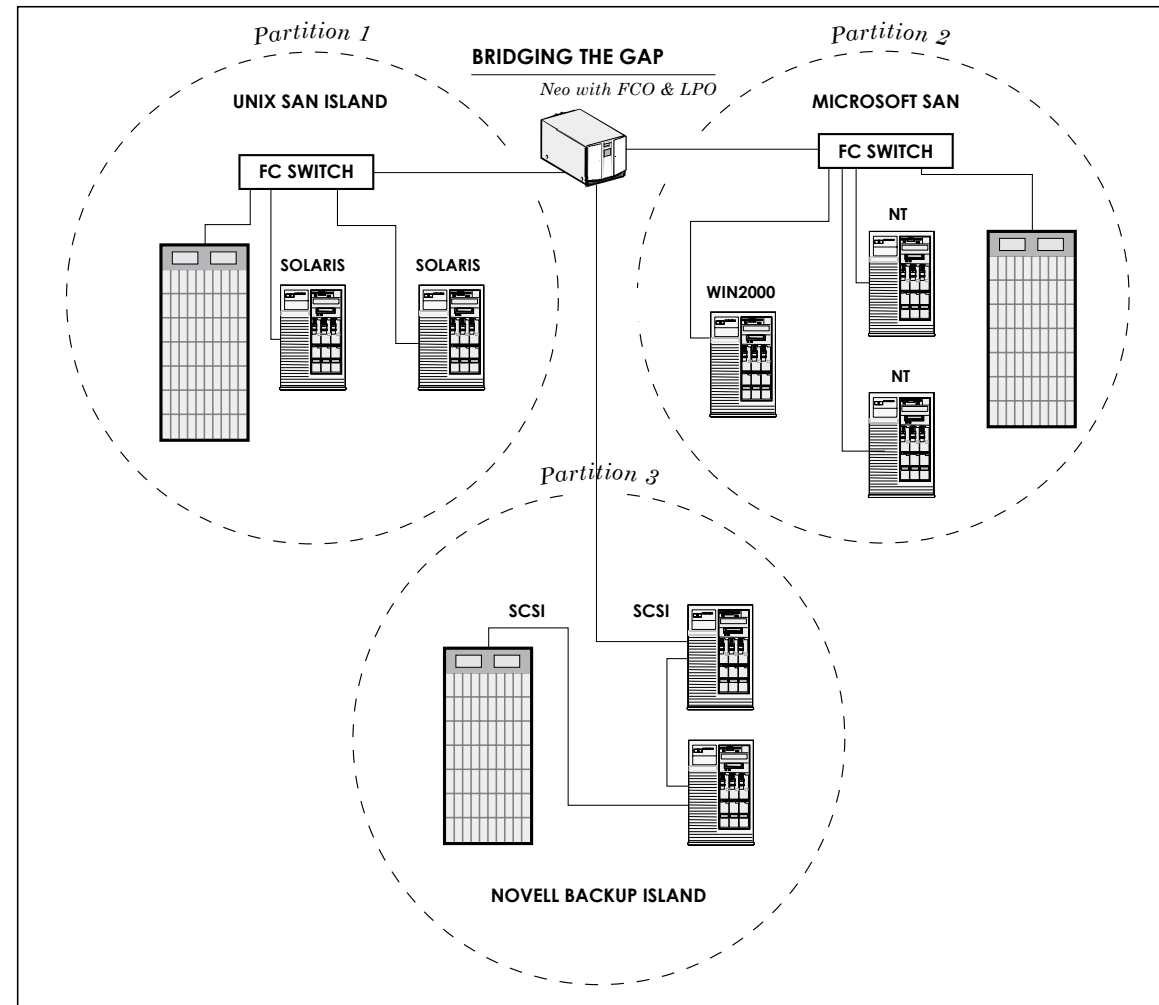 Partition 1
Partition 2
BRIDGING THE GAP
Neo with FCO & LPO
UNIX SAN ISLAND
MICROSOFT SAN
FC SWITCH
FC SWITCH
NT
SOLARIS
SOLARIS
WIN2000
NT
Partition 3
SCSI
SCSI
NOVELL BACKUP ISLAND